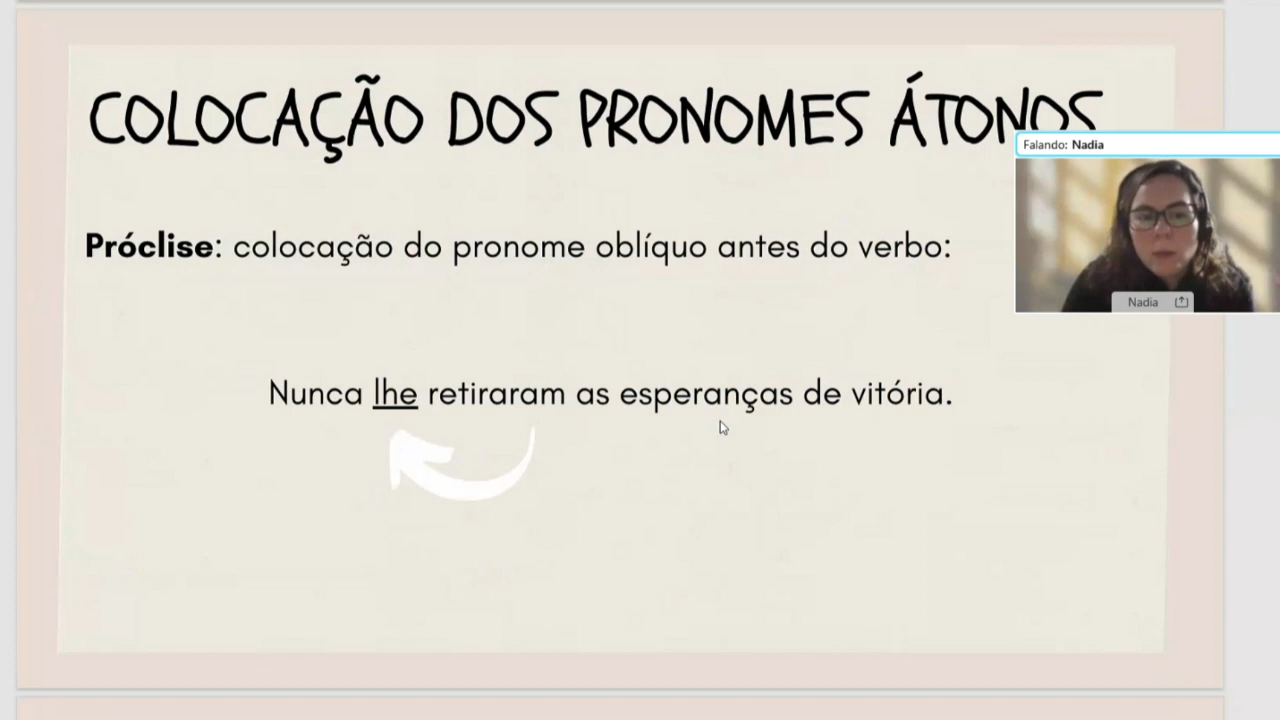 COLOCAÇÃO DOS PRONOMES ÁTONOS
Falando: Nadia
Próclise: colocação do pronome oblíquo antes do verbo:
Nadia
Nunca lhe retiraram as esperanças de vitória.